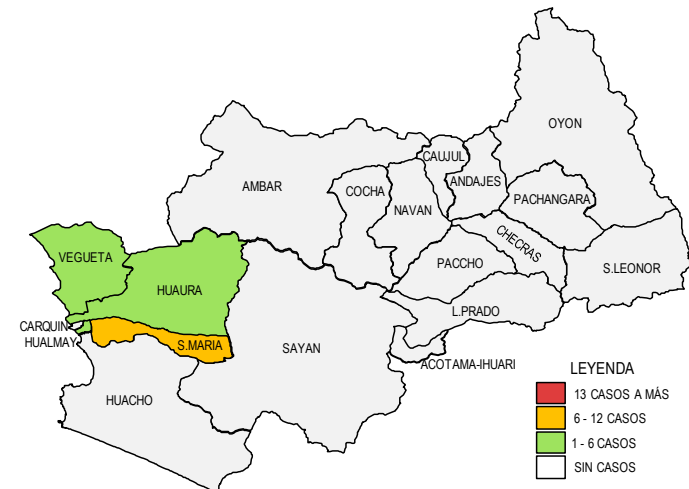 OYON
CAUJUL
ANDAJES
AMBAR
COCHA
PACHANGARA
NAVAN
CHECRAS
VEGUETA
PACCHO
S.LEONOR
HUAURA
L.PRADO
CARQUIN
HUALMAY
S.MARIA
SAYAN
ACOTAMA-IHUARI
HUACHO
LEYENDA
13 CASOS A MÁS
6 - 12 CASOS
1 - 6 CASOS
SIN CASOS